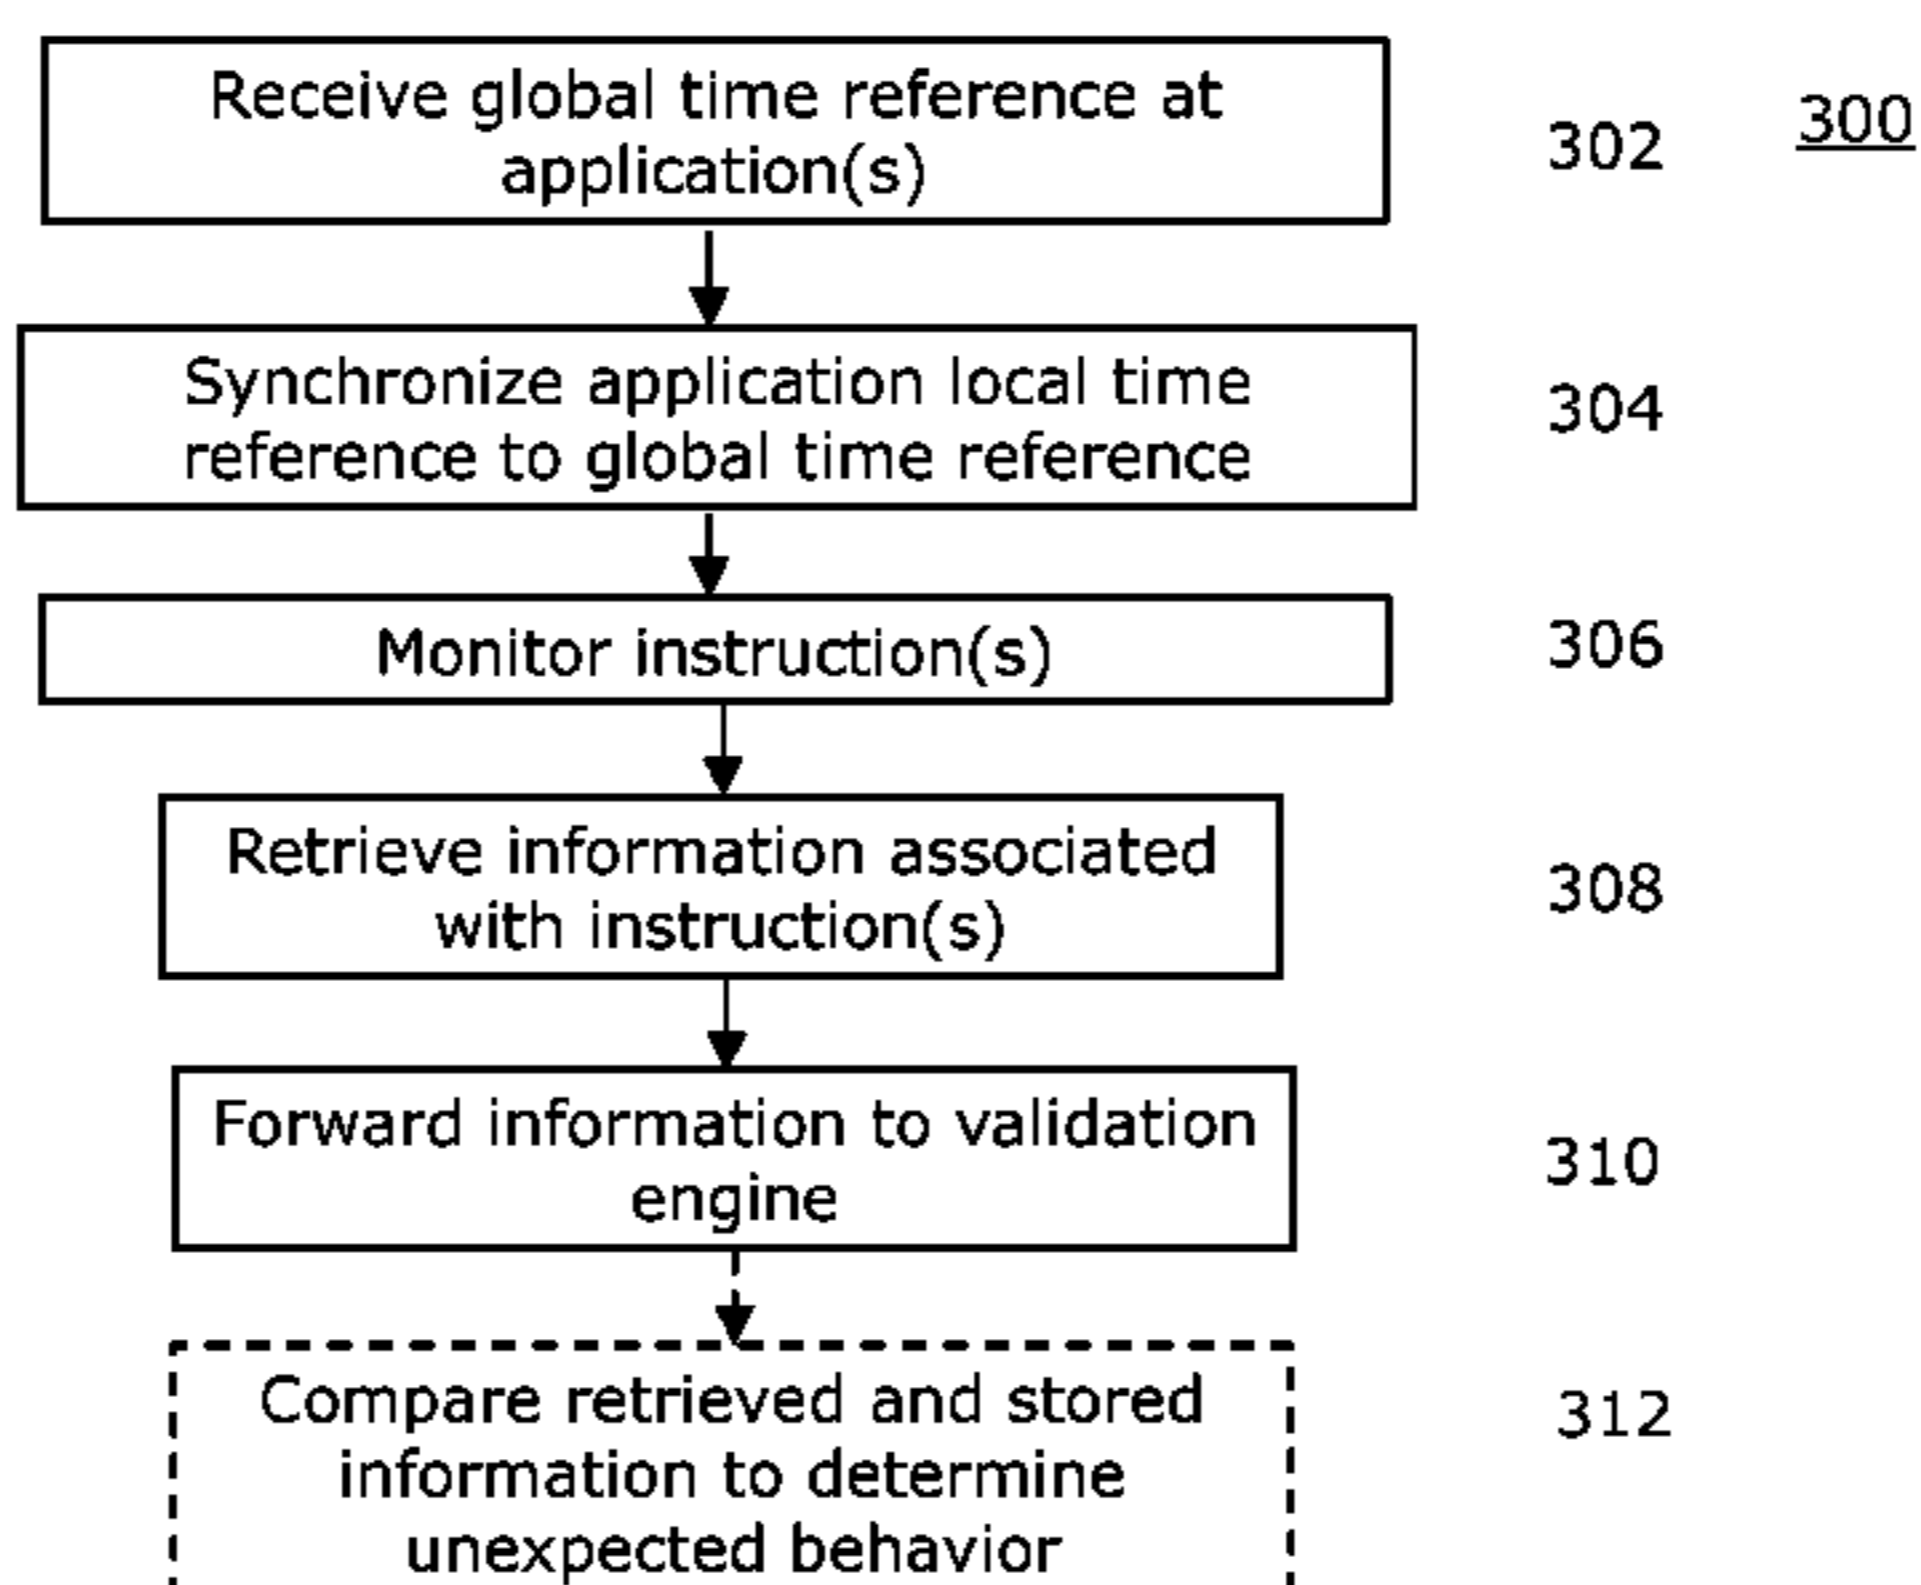 Receive global time reference at
application(s)
302
300
Synchronize application local time
reference to global time reference
304
Monitor instruction(s)
306
Retrieve information associated
with instruction(s)
308
Forward information to validation
engine
310
Compare retrieved and stored
information to determine
unexpected behavior
312